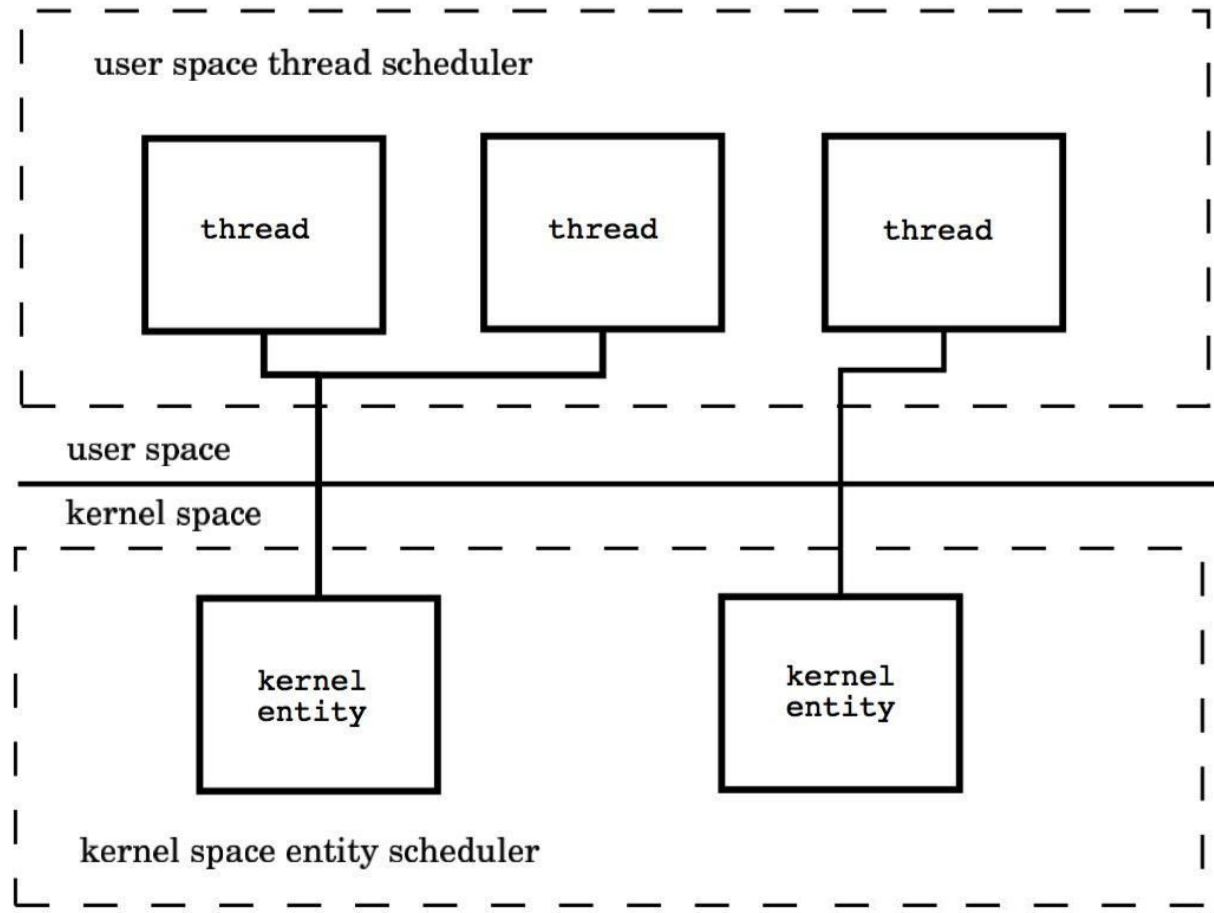 user space thread scheduler
thread
thread
thread
user space
kernel space
kernel
entity
kernel
entity
kernel space entity scheduler